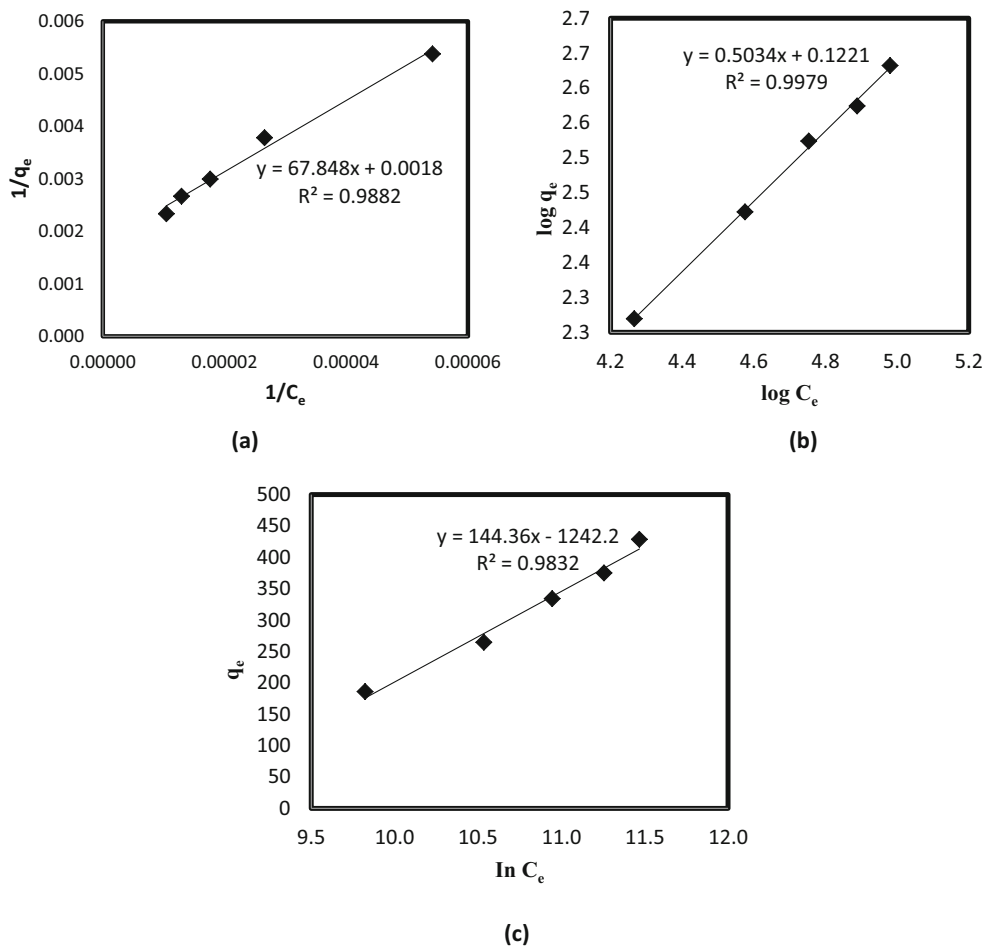 0.006
0.005
0.004
0.003
0.002
0.001
0.000
1/qe
y = 67.848x + 0.0018
R² = 0.9882
0.00000 0.00002 0.00004 0.00006
1/Ce
(a)
2.7
2.7
2.6
2.6
2.5
2.5
2.4
2.4
2.3
2.3
log qe
y = 0.5034x + 0.1221
R² = 0.9979
4.2 4.4 4.6 4.8 5.0 5.2
log Ce
(b)
500
450
400
350
300
250
200
150
100
50
0
qe
y = 144.36x - 1242.2
R² = 0.9832
9.5 10.0 10.5 11.0 11.5 12.0
In Ce
(c)